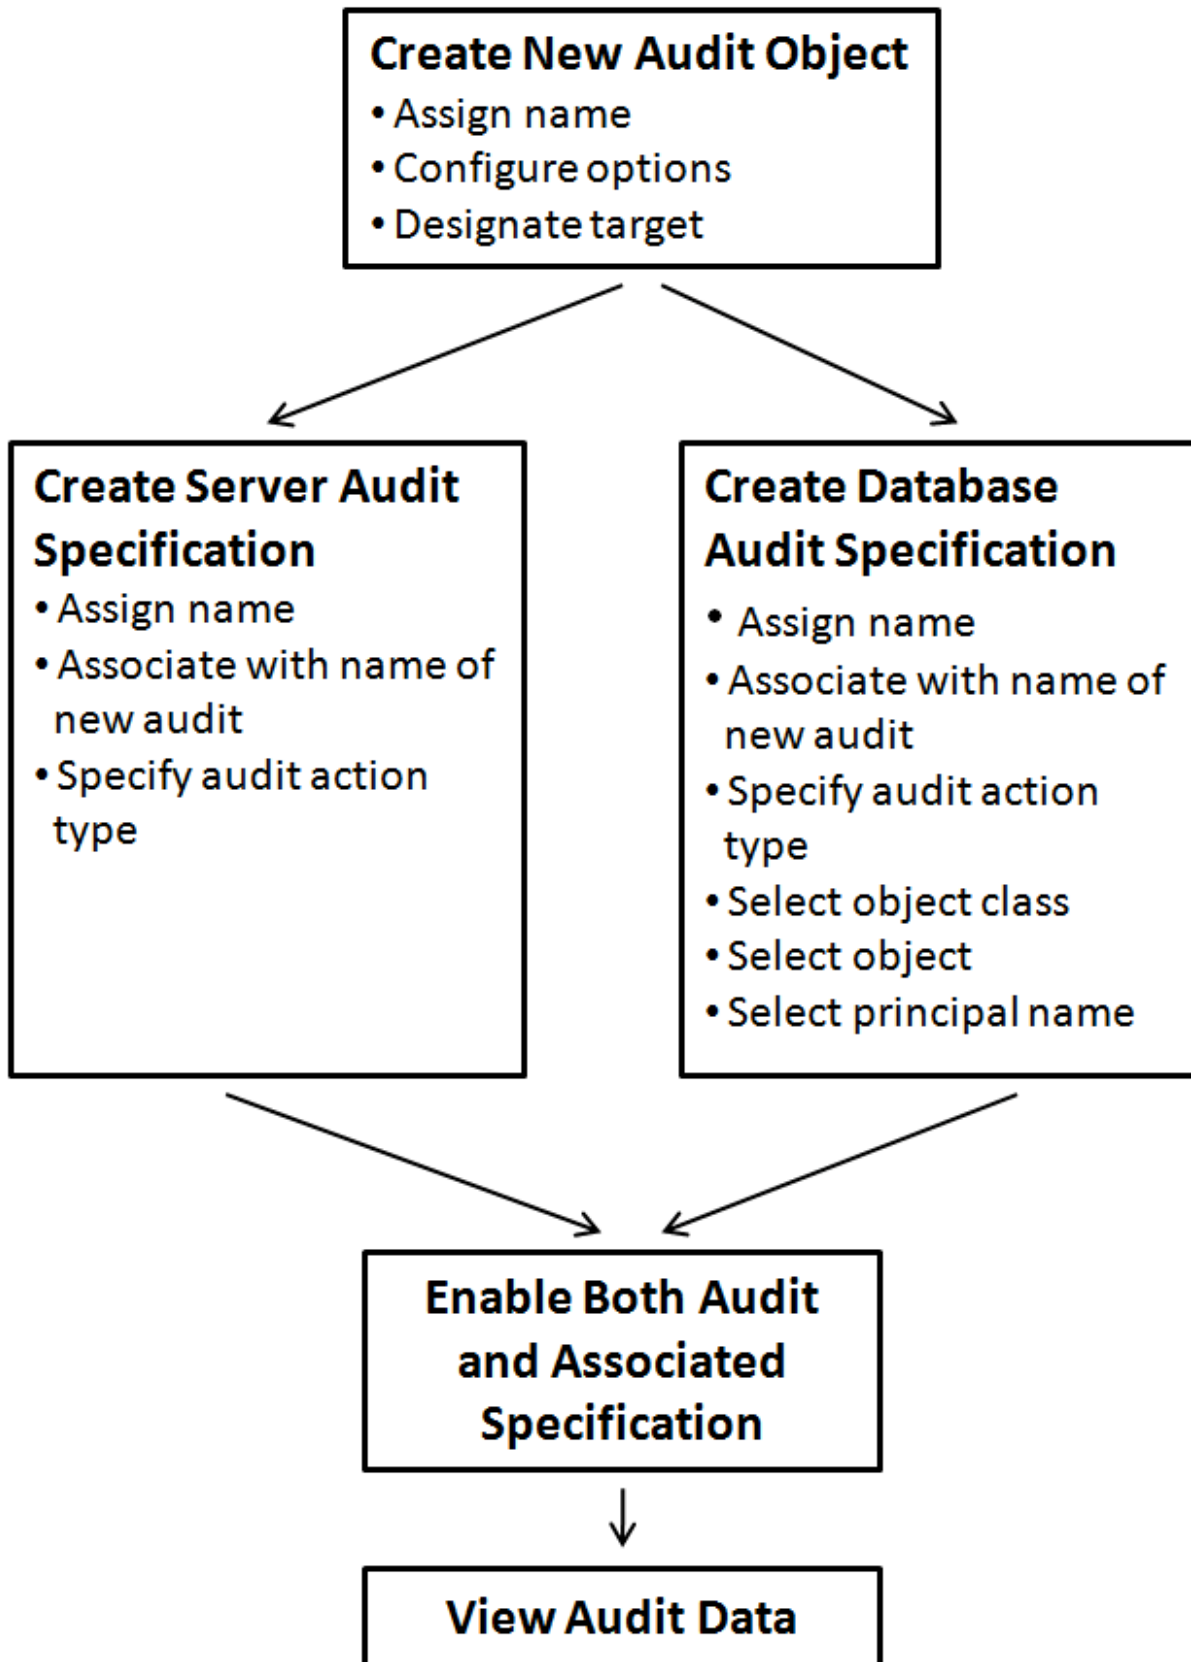 Create New Audit Object
• Assign name
• Configure options
• Designate target
Create Server Audit
Specification
• Assign name
• Associate with name of
new audit
• Specify audit action
type
Create Database
Audit Specification
• Assign name
• Associate with name of
new audit
• Specify audit action
type
• Select object class
• Select object
• Select principal name
Enable Both Audit
and Associated
Specification
View Audit Data